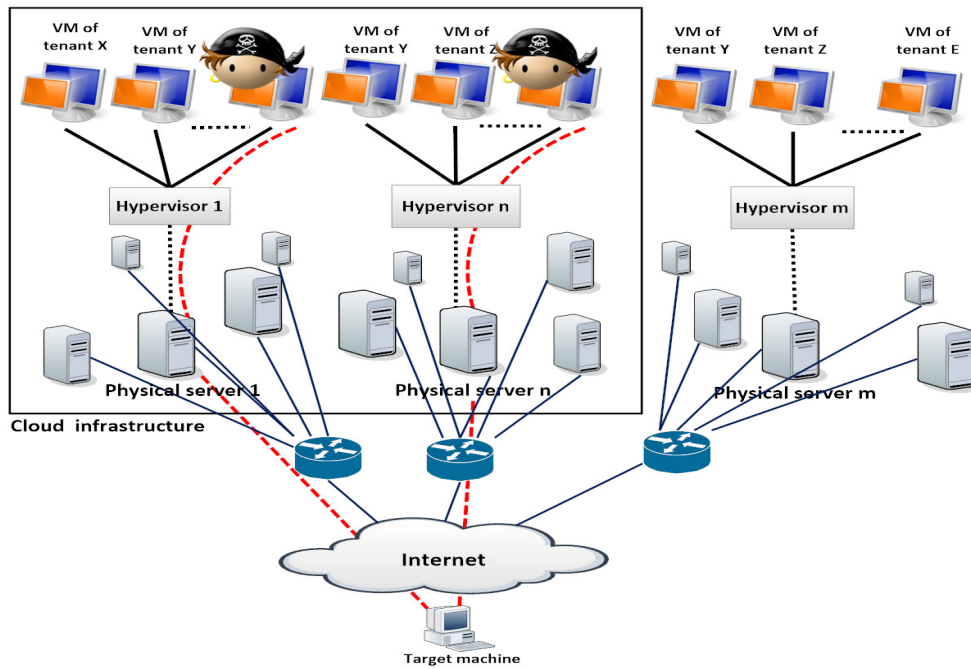 VM of
tenant X
VM of
tenant Y
VM of
tenant Y
VM of
tenant Z
VM of
tenant Y
VM of
tenant Z
VM of
tenant E
Hypervisor 1
Hypervisor n
Hypervisor m
Physical server 1
Physical server n
Physical server m
Cloud infrastructure
Internet
Target machine